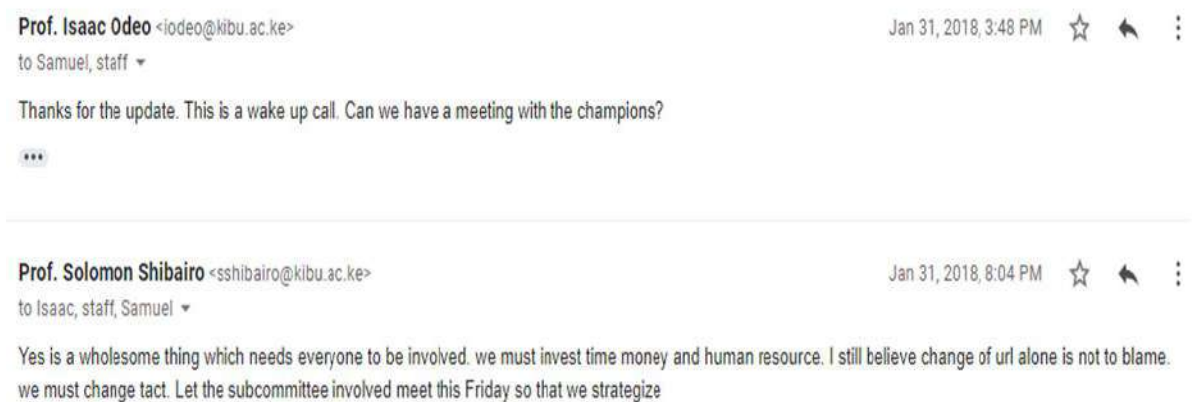 Prof. Isaac Odeo <iodeo@kibu.ac.ke> Jan 31, 2018, 3:48 PM
to Samuel, staff
Thanks for the update. This is a wake up call. Can we have a meeting with the champions?
Prof. Solomon Shibairo <sshibairo@kibu.ac.ke> Jan 31, 2018, 8:04 PM
to Isaac, staff, Samuel
Yes is a wholesome thing which needs everyone to be involved. we must invest time money and human resource. I still believe change of url alone is not to blame.
we must change tact. Let the subcommittee involved meet this Friday so that we strategize